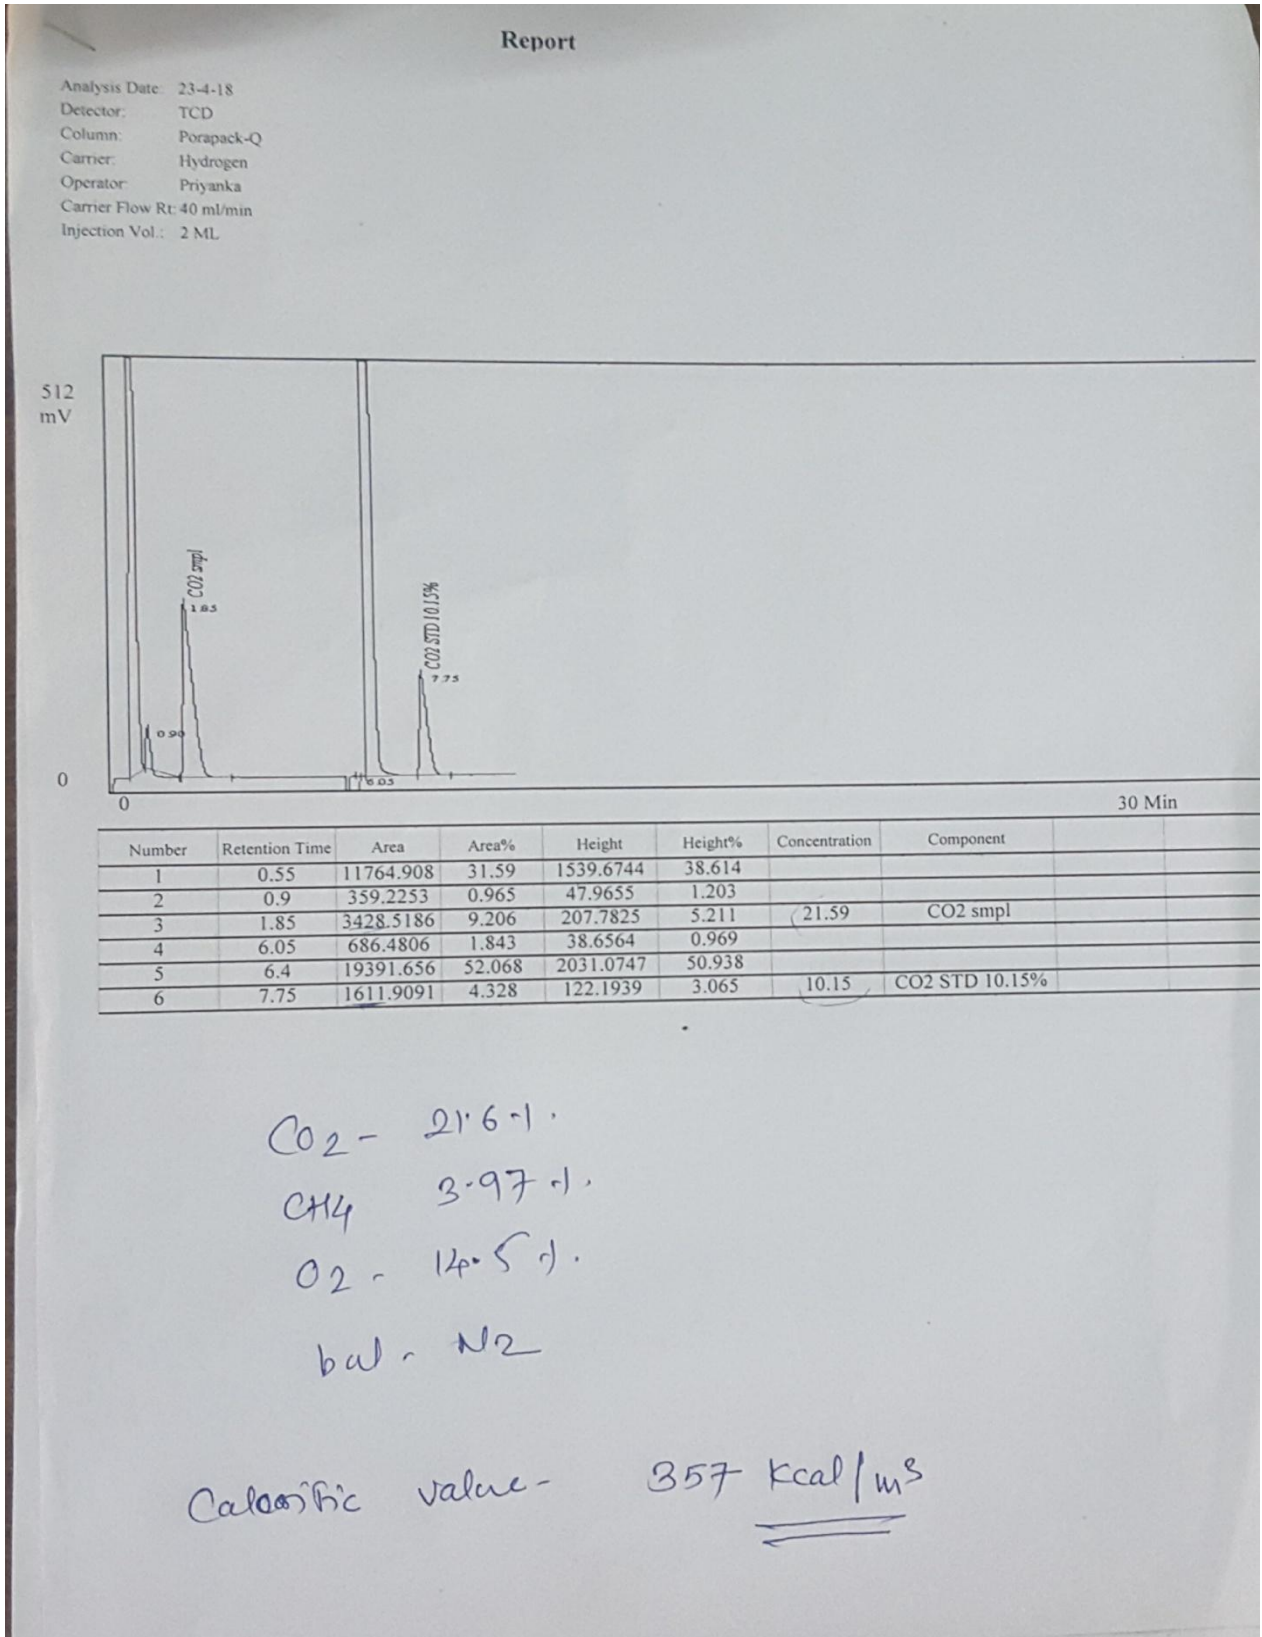 Report
Analysis Date: 23-4-18
Detector: TCD
Column: Porapack-Q
Carrier: Hydrogen
Operator: Priyanka
Carrier Flow Rt: 40 ml/min
Injection Vol.: 2 ML
512
mV
CO2 smpl
1.85
CO2 STD 10.15%
7.75
0.90
0
6.05
0
30 Min
Number Retention Time Area Area% Height Height% Concentration Component
1 0.55 11764.908 31.59 1539.6744 38.614
2 0.9 359.2253 0.965 47.9655 1.203
3 1.85 3428.5186 9.206 207.7825 5.211 21.59 CO2 smpl
4 6.05 686.4806 1.843 38.6564 0.969
5 6.4 19391.656 52.068 2031.0747 50.938
6 7.75 1611.9091 4.328 122.1939 3.065 10.15 CO2 STD 10.15%
CO2 - 21.6 %.
CH4 3.97 %.
O2 - 14.5 %.
bal - N2
Calorific value - 357 Kcal/m3